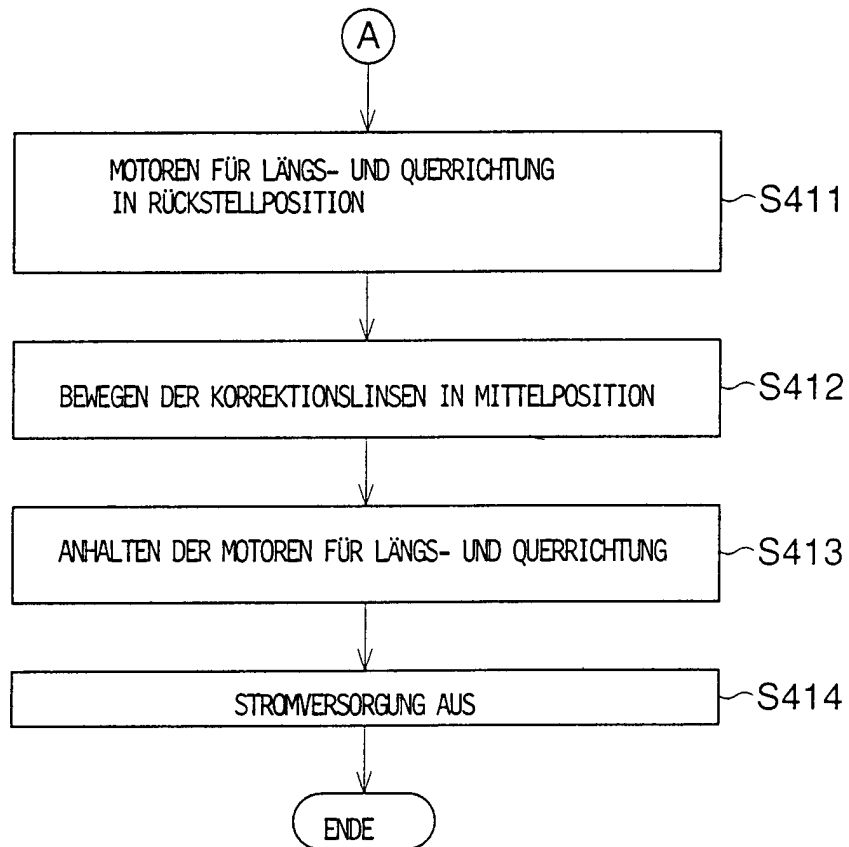 A
MOTOREN FÜR LÄNGS- UND QUERRICHTUNG
IN RÜCKSTELLPOSITION
S411
BEWEGEN DER KORREKTIONSLINSEN IN MITTELPOSITION
S412
ANHALTEN DER MOTOREN FÜR LÄNGS- UND QUERRICHTUNG
S413
STROMVERSORGUNG AUS
S414
ENDE